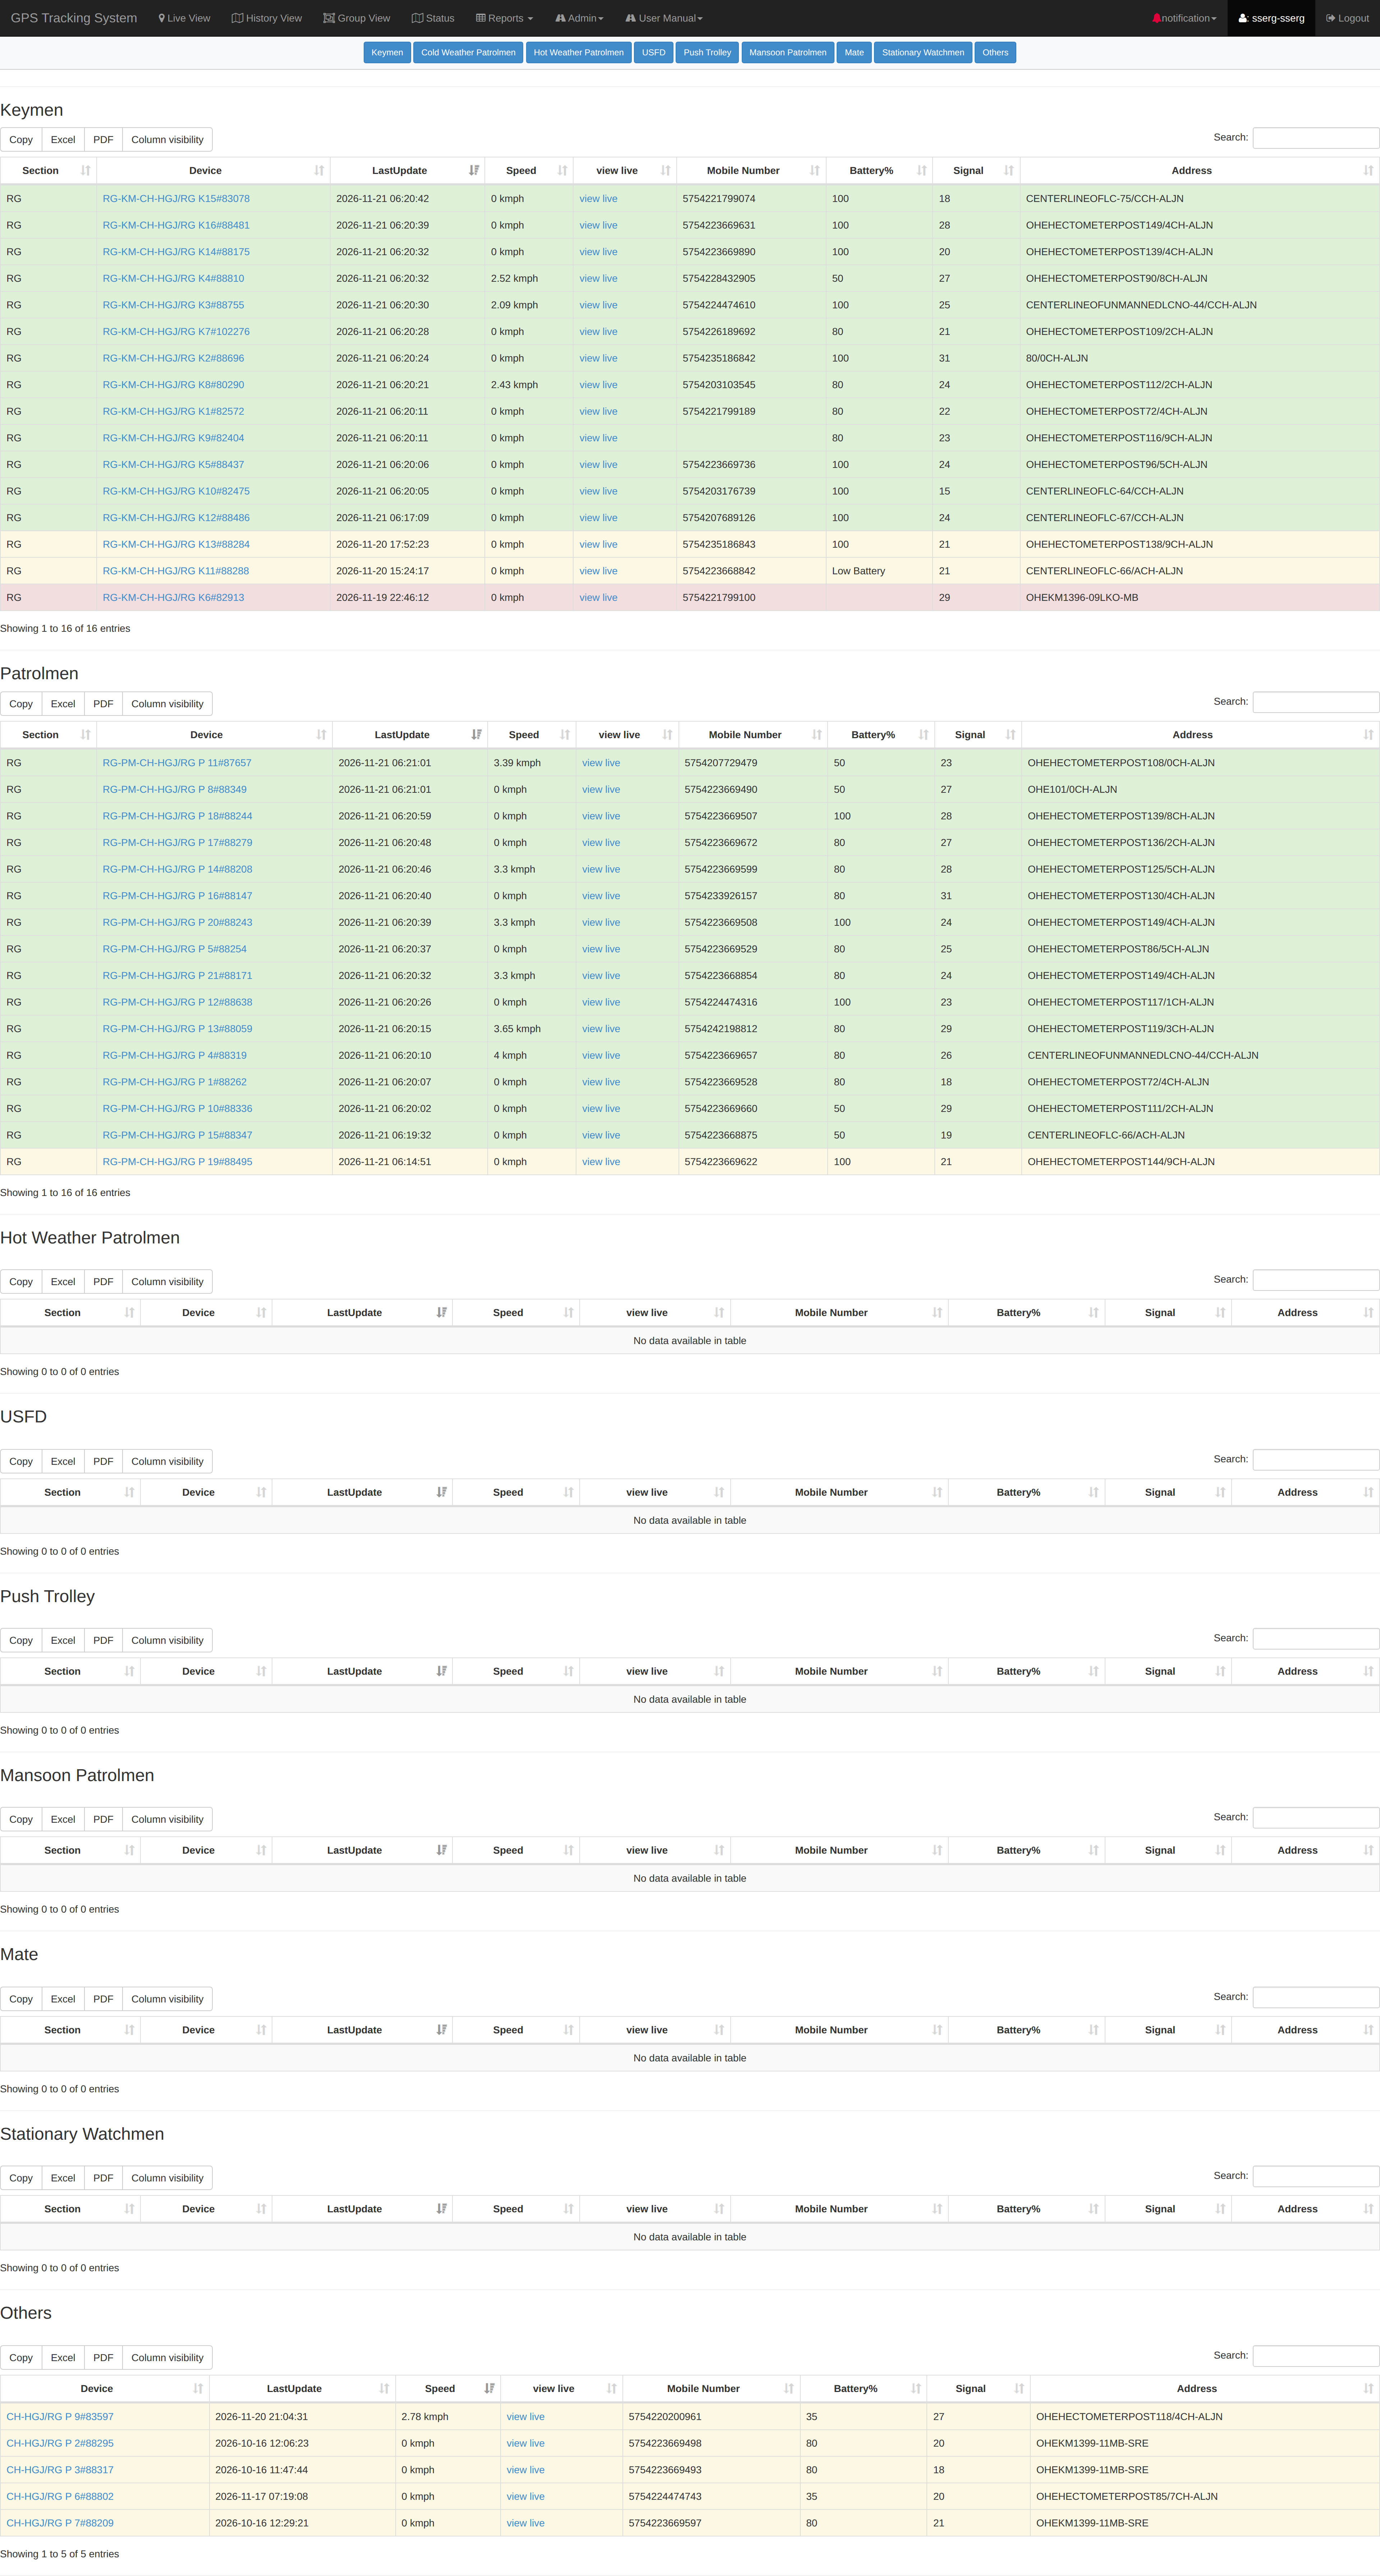 GPS Tracking System Live View History View Group View Status Reports Admin User Manual notification : sserg-sserg Logout
Keymen Cold Weather Patrolmen Hot Weather Patrolmen USFD Push Trolley Mansoon Patrolmen Mate Stationary Watchmen Others
Keymen
Copy Excel PDF Column visibility Search:
Section Device LastUpdate Speed view live Mobile Number Battery% Signal Address
RG RG-KM-CH-HGJ/RG K15#83078 2026-11-21 06:20:42 0 kmph view live 5754221799074 100 18 CENTERLINEOFLC-75/CCH-ALJN
RG RG-KM-CH-HGJ/RG K16#88481 2026-11-21 06:20:39 0 kmph view live 5754223669631 100 28 OHEHECTOMETERPOST149/4CH-ALJN
RG RG-KM-CH-HGJ/RG K14#88175 2026-11-21 06:20:32 0 kmph view live 5754223669890 100 20 OHEHECTOMETERPOST139/4CH-ALJN
RG RG-KM-CH-HGJ/RG K4#88810 2026-11-21 06:20:32 2.52 kmph view live 5754228432905 50 27 OHEHECTOMETERPOST90/8CH-ALJN
RG RG-KM-CH-HGJ/RG K3#88755 2026-11-21 06:20:30 2.09 kmph view live 5754224474610 100 25 CENTERLINEOFUNMANNEDLCNO-44/CCH-ALJN
RG RG-KM-CH-HGJ/RG K7#102276 2026-11-21 06:20:28 0 kmph view live 5754226189692 80 21 OHEHECTOMETERPOST109/2CH-ALJN
RG RG-KM-CH-HGJ/RG K2#88696 2026-11-21 06:20:24 0 kmph view live 5754235186842 100 31 80/0CH-ALJN
RG RG-KM-CH-HGJ/RG K8#80290 2026-11-21 06:20:21 2.43 kmph view live 5754203103545 80 24 OHEHECTOMETERPOST112/2CH-ALJN
RG RG-KM-CH-HGJ/RG K1#82572 2026-11-21 06:20:11 0 kmph view live 5754221799189 80 22 OHEHECTOMETERPOST72/4CH-ALJN
RG RG-KM-CH-HGJ/RG K9#82404 2026-11-21 06:20:11 0 kmph view live 80 23 OHEHECTOMETERPOST116/9CH-ALJN
RG RG-KM-CH-HGJ/RG K5#88437 2026-11-21 06:20:06 0 kmph view live 5754223669736 100 24 OHEHECTOMETERPOST96/5CH-ALJN
RG RG-KM-CH-HGJ/RG K10#82475 2026-11-21 06:20:05 0 kmph view live 5754203176739 100 15 CENTERLINEOFLC-64/CCH-ALJN
RG RG-KM-CH-HGJ/RG K12#88486 2026-11-21 06:17:09 0 kmph view live 5754207689126 100 24 CENTERLINEOFLC-67/CCH-ALJN
RG RG-KM-CH-HGJ/RG K13#88284 2026-11-20 17:52:23 0 kmph view live 5754235186843 100 21 OHEHECTOMETERPOST138/9CH-ALJN
RG RG-KM-CH-HGJ/RG K11#88288 2026-11-20 15:24:17 0 kmph view live 5754223668842 Low Battery 21 CENTERLINEOFLC-66/ACH-ALJN
RG RG-KM-CH-HGJ/RG K6#82913 2026-11-19 22:46:12 0 kmph view live 5754221799100 29 OHEKM1396-09LKO-MB
Showing 1 to 16 of 16 entries
Patrolmen
Copy Excel PDF Column visibility Search:
Section Device LastUpdate Speed view live Mobile Number Battery% Signal Address
RG RG-PM-CH-HGJ/RG P 11#87657 2026-11-21 06:21:01 3.39 kmph view live 5754207729479 50 23 OHEHECTOMETERPOST108/0CH-ALJN
RG RG-PM-CH-HGJ/RG P 8#88349 2026-11-21 06:21:01 0 kmph view live 5754223669490 50 27 OHE101/0CH-ALJN
RG RG-PM-CH-HGJ/RG P 18#88244 2026-11-21 06:20:59 0 kmph view live 5754223669507 100 28 OHEHECTOMETERPOST139/8CH-ALJN
RG RG-PM-CH-HGJ/RG P 17#88279 2026-11-21 06:20:48 0 kmph view live 5754223669672 80 27 OHEHECTOMETERPOST136/2CH-ALJN
RG RG-PM-CH-HGJ/RG P 14#88208 2026-11-21 06:20:46 3.3 kmph view live 5754223669599 80 28 OHEHECTOMETERPOST125/5CH-ALJN
RG RG-PM-CH-HGJ/RG P 16#88147 2026-11-21 06:20:40 0 kmph view live 5754233926157 80 31 OHEHECTOMETERPOST130/4CH-ALJN
RG RG-PM-CH-HGJ/RG P 20#88243 2026-11-21 06:20:39 3.3 kmph view live 5754223669508 100 24 OHEHECTOMETERPOST149/4CH-ALJN
RG RG-PM-CH-HGJ/RG P 5#88254 2026-11-21 06:20:37 0 kmph view live 5754223669529 80 25 OHEHECTOMETERPOST86/5CH-ALJN
RG RG-PM-CH-HGJ/RG P 21#88171 2026-11-21 06:20:32 3.3 kmph view live 5754223668854 80 24 OHEHECTOMETERPOST149/4CH-ALJN
RG RG-PM-CH-HGJ/RG P 12#88638 2026-11-21 06:20:26 0 kmph view live 5754224474316 100 23 OHEHECTOMETERPOST117/1CH-ALJN
RG RG-PM-CH-HGJ/RG P 13#88059 2026-11-21 06:20:15 3.65 kmph view live 5754242198812 80 29 OHEHECTOMETERPOST119/3CH-ALJN
RG RG-PM-CH-HGJ/RG P 4#88319 2026-11-21 06:20:10 4 kmph view live 5754223669657 80 26 CENTERLINEOFUNMANNEDLCNO-44/CCH-ALJN
RG RG-PM-CH-HGJ/RG P 1#88262 2026-11-21 06:20:07 0 kmph view live 5754223669528 80 18 OHEHECTOMETERPOST72/4CH-ALJN
RG RG-PM-CH-HGJ/RG P 10#88336 2026-11-21 06:20:02 0 kmph view live 5754223669660 50 29 OHEHECTOMETERPOST111/2CH-ALJN
RG RG-PM-CH-HGJ/RG P 15#88347 2026-11-21 06:19:32 0 kmph view live 5754223668875 50 19 CENTERLINEOFLC-66/ACH-ALJN
RG RG-PM-CH-HGJ/RG P 19#88495 2026-11-21 06:14:51 0 kmph view live 5754223669622 100 21 OHEHECTOMETERPOST144/9CH-ALJN
Showing 1 to 16 of 16 entries
Hot Weather Patrolmen
Copy Excel PDF Column visibility Search:
Section Device LastUpdate Speed view live Mobile Number Battery% Signal Address
No data available in table
Showing 0 to 0 of 0 entries
USFD
Copy Excel PDF Column visibility Search:
Section Device LastUpdate Speed view live Mobile Number Battery% Signal Address
No data available in table
Showing 0 to 0 of 0 entries
Push Trolley
Copy Excel PDF Column visibility Search:
Section Device LastUpdate Speed view live Mobile Number Battery% Signal Address
No data available in table
Showing 0 to 0 of 0 entries
Mansoon Patrolmen
Copy Excel PDF Column visibility Search:
Section Device LastUpdate Speed view live Mobile Number Battery% Signal Address
No data available in table
Showing 0 to 0 of 0 entries
Mate
Copy Excel PDF Column visibility Search:
Section Device LastUpdate Speed view live Mobile Number Battery% Signal Address
No data available in table
Showing 0 to 0 of 0 entries
Stationary Watchmen
Copy Excel PDF Column visibility Search:
Section Device LastUpdate Speed view live Mobile Number Battery% Signal Address
No data available in table
Showing 0 to 0 of 0 entries
Others
Copy Excel PDF Column visibility Search:
Device LastUpdate Speed view live Mobile Number Battery% Signal Address
CH-HGJ/RG P 9#83597 2026-11-20 21:04:31 2.78 kmph view live 5754220200961 35 27 OHEHECTOMETERPOST118/4CH-ALJN
CH-HGJ/RG P 2#88295 2026-10-16 12:06:23 0 kmph view live 5754223669498 80 20 OHEKM1399-11MB-SRE
CH-HGJ/RG P 3#88317 2026-10-16 11:47:44 0 kmph view live 5754223669493 80 18 OHEKM1399-11MB-SRE
CH-HGJ/RG P 6#88802 2026-11-17 07:19:08 0 kmph view live 5754224474743 35 20 OHEHECTOMETERPOST85/7CH-ALJN
CH-HGJ/RG P 7#88209 2026-10-16 12:29:21 0 kmph view live 5754223669597 80 21 OHEKM1399-11MB-SRE
Showing 1 to 5 of 5 entries